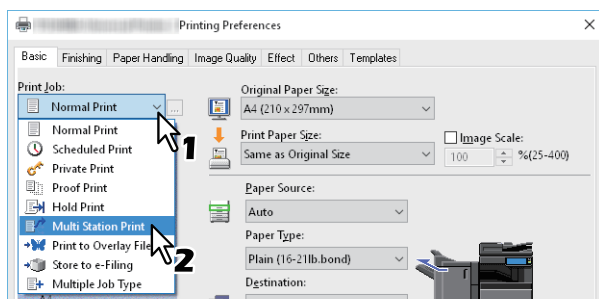 Printing Preferences
Basic Finishing Paper Handling Image Quality Effect Others Templates
Print Job:
Normal Print ...
Normal Print
Scheduled Print
Private Print
Proof Print
Hold Print
Multi Station Print
Print to Overlay File
Store to e-Filing
Multiple Job Type
1
2
Original Paper Size:
A4 (210 x 297mm)
Print Paper Size:
Same as Original Size
Image Scale:
100 %(25-400)
Paper Source:
Auto
Paper Type:
Plain (16-21lb.bond)
Destination: